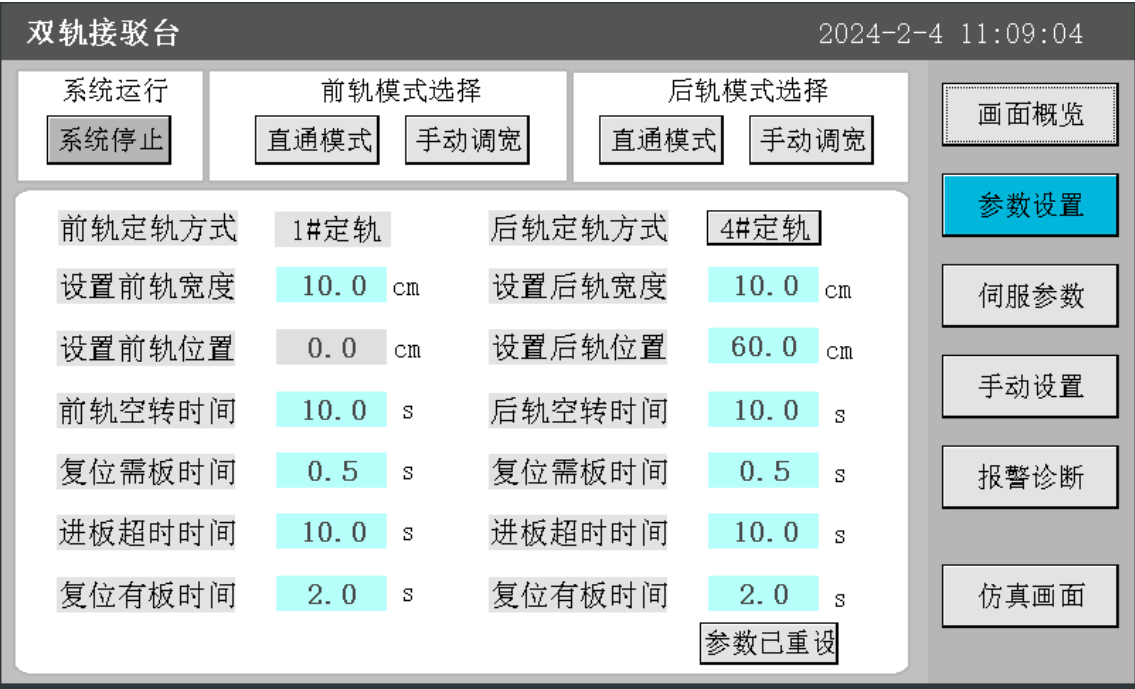 双轨接驳台 2024-2-4 11:09:04
系统运行 前轨模式选择 后轨模式选择
系统停止 直通模式 手动调宽 直通模式 手动调宽
画面概览
参数设置
伺服参数
手动设置
报警诊断
仿真画面
前轨定轨方式 1#定轨 后轨定轨方式 4#定轨
设置前轨宽度 10.0 cm 设置后轨宽度 10.0 cm
设置前轨位置 0.0 cm 设置后轨位置 60.0 cm
前轨空转时间 10.0 s 后轨空转时间 10.0 s
复位需板时间 0.5 s 复位需板时间 0.5 s
进板超时时间 10.0 s 进板超时时间 10.0 s
复位有板时间 2.0 s 复位有板时间 2.0 s
参数已重设